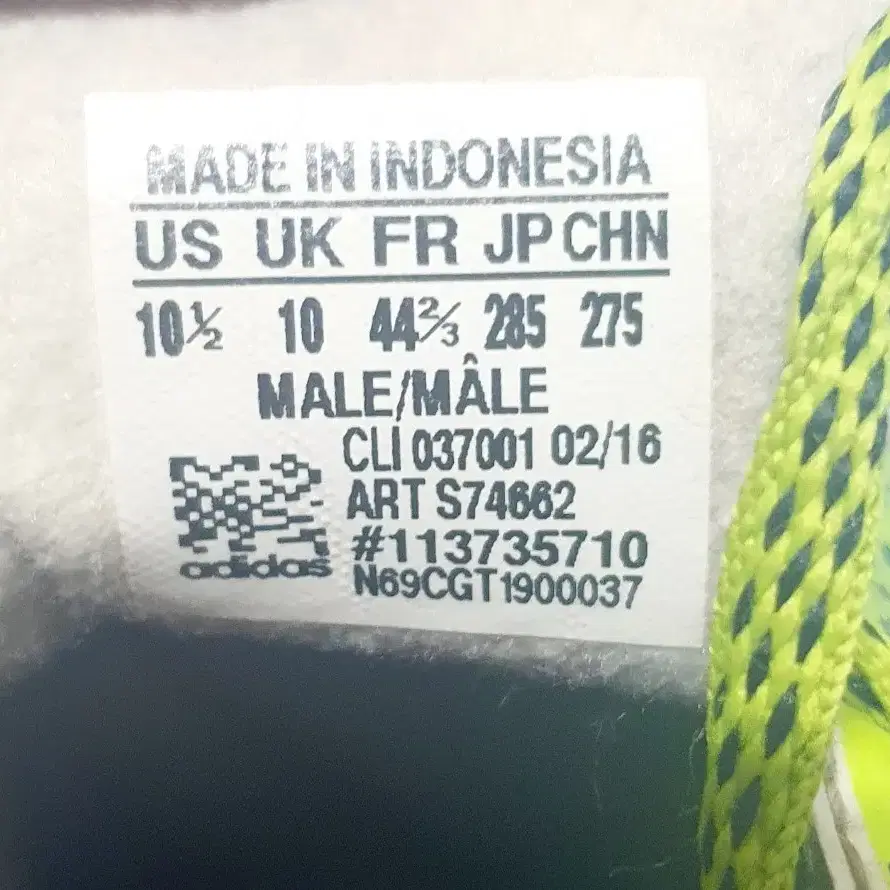 MADE IN INDONESIA
US UK FR JP CHN
10½ 10 44⅔ 285 275
MALE/MÂLE
CLI 037001 02/16
ART S74662
#113735710
adidas N69CGT1900037